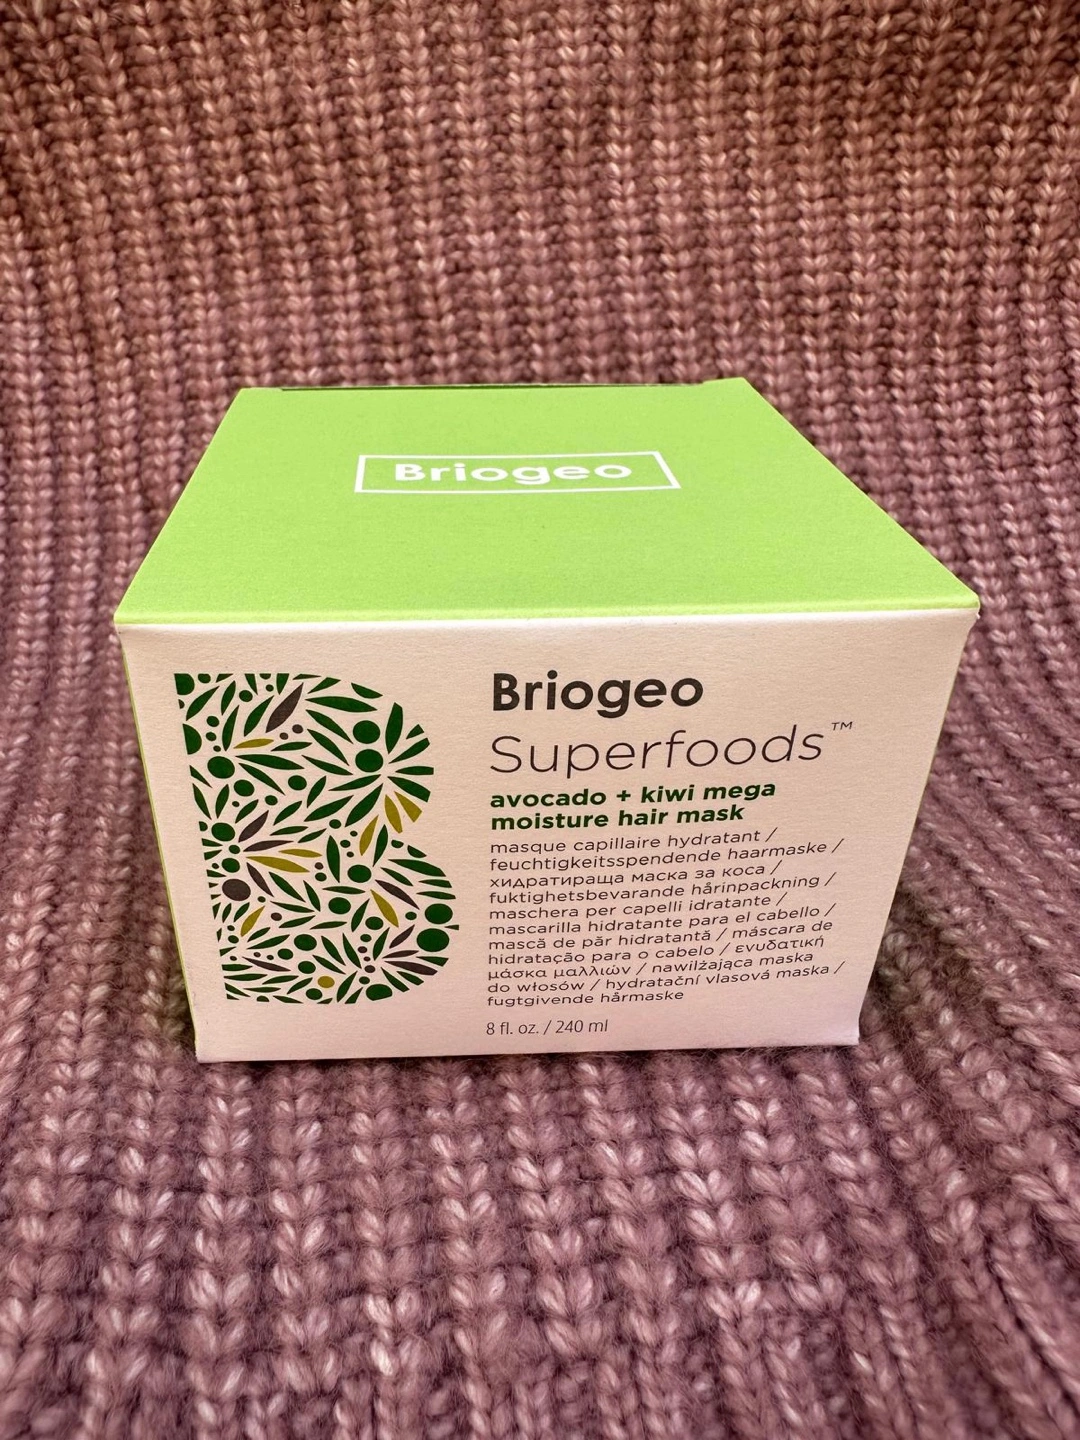 Briogeo
Briogeo
Superfoods™
avocado + kiwi mega
moisture hair mask
masque capillaire hydratant /
feuchtigkeitsspendende haarmaske /
хидратираща маска за коса /
fuktighetsbevarande hårinpackning /
maschera per capelli idratante /
mascarilla hidratante para el cabello /
mască de păr hidratantă / máscara de
hidratação para o cabelo / ενυδατική
μάσκα μαλλιών / nawilżająca maska
do włosów / hydratační vlasová maska /
fugtgivende hårmaske
8 fl. oz. / 240 ml